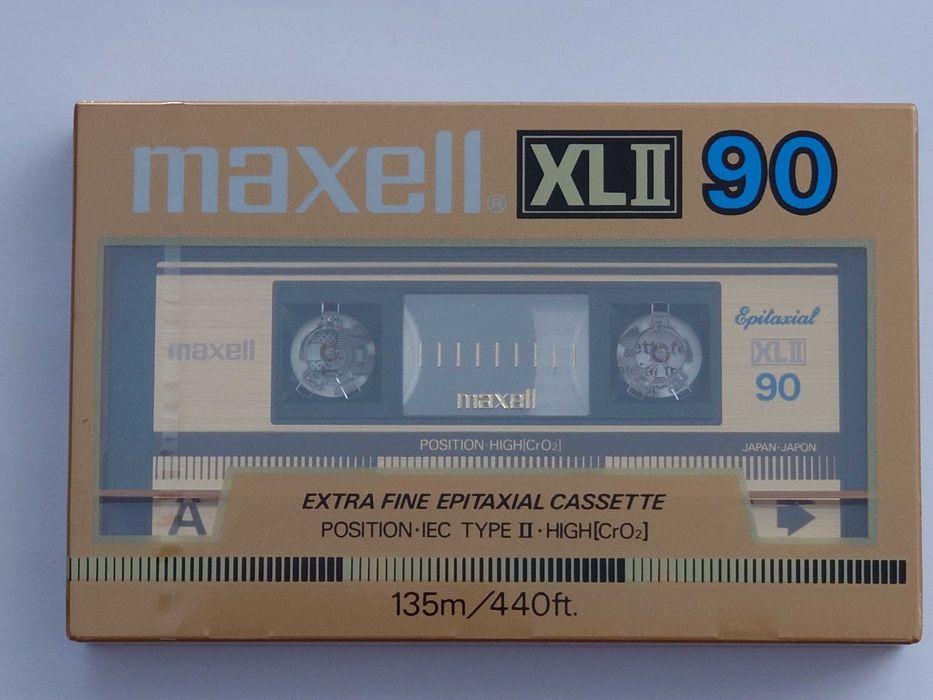 maxell® XLII 90
Epitaxial
maxell
XLII
90
maxell
POSITION·HIGH[CrO₂]
JAPAN·JAPON
EXTRA FINE EPITAXIAL CASSETTE
A
POSITION·IEC TYPE II·HIGH[CrO₂]
135m/440ft.